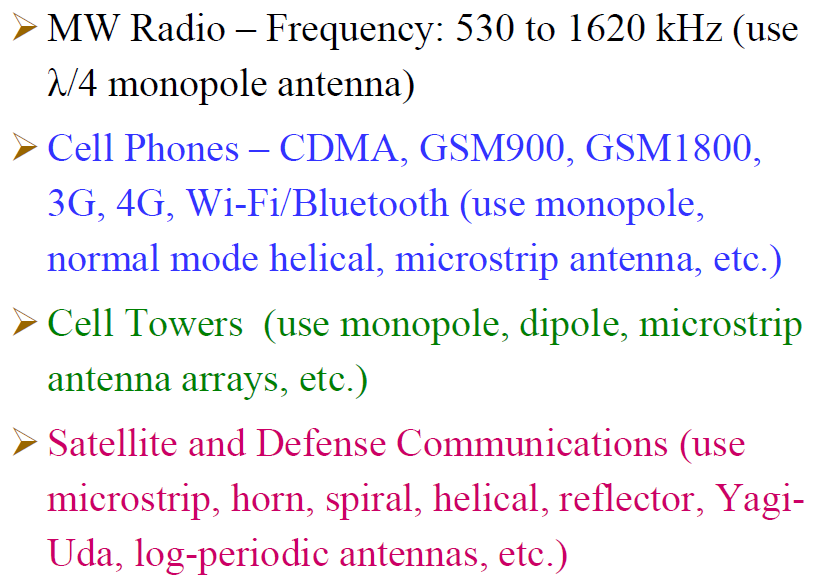 ➢ MW Radio – Frequency: 530 to 1620 kHz (use
λ/4 monopole antenna)
➢ Cell Phones – CDMA, GSM900, GSM1800,
3G, 4G, Wi-Fi/Bluetooth (use monopole,
normal mode helical, microstrip antenna, etc.)
➢ Cell Towers (use monopole, dipole, microstrip
antenna arrays, etc.)
➢ Satellite and Defense Communications (use
microstrip, horn, spiral, helical, reflector, Yagi-
Uda, log-periodic antennas, etc.)